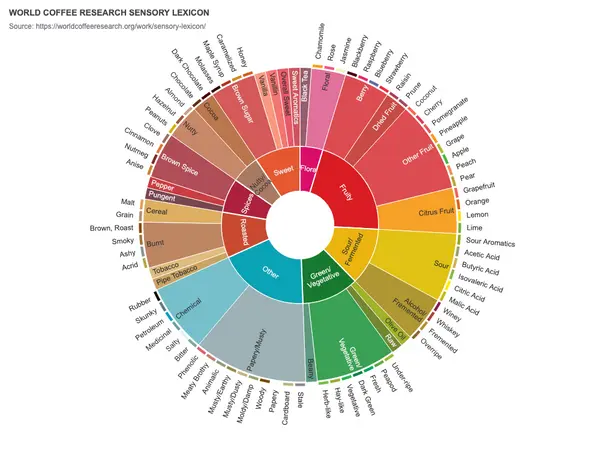 WORLD COFFEE RESEARCH SENSORY LEXICON
Source: https://worldcoffeeresearch.org/work/sensory-lexicon/
Floral
Fruity
Sour/
Fermented
Green/
Vegetative
Other
Roasted
Spices
Nutty/
Cocoa
Sweet
Black Tea
Floral
Berry
Dried Fruit
Other Fruit
Citrus Fruit
Sour
Alcohol/
Fermented
Olive Oil
Raw
Green/
Vegetative
Beany
Papery/Musty
Chemical
Pipe Tobacco
Tobacco
Burnt
Cereal
Pungent
Pepper
Brown Spice
Nutty
Cocoa
Brown Sugar
Vanilla
Vanillin
Overall Sweet
Sweet Aromatics
Chamomile
Rose
Jasmine
Blackberry
Raspberry
Blueberry
Strawberry
Raisin
Prune
Coconut
Cherry
Pomegranate
Pineapple
Grape
Apple
Peach
Pear
Grapefruit
Orange
Lemon
Lime
Sour Aromatics
Acetic Acid
Butyric Acid
Isovaleric Acid
Citric Acid
Malic Acid
Winey
Whiskey
Fermented
Overripe
Under-ripe
Peapod
Fresh
Dark Green
Vegetative
Hay-like
Herb-like
Stale
Cardboard
Papery
Woody
Moldy/Damp
Musty/Dusty
Musty/Earthy
Animalic
Meaty Brothy
Phenolic
Bitter
Salty
Medicinal
Petroleum
Skunky
Rubber
Acrid
Ashy
Smoky
Brown, Roast
Grain
Malt
Anise
Nutmeg
Cinnamon
Clove
Peanuts
Hazelnut
Almond
Chocolate
Dark Chocolate
Molasses
Maple Syrup
Caramelized
Honey